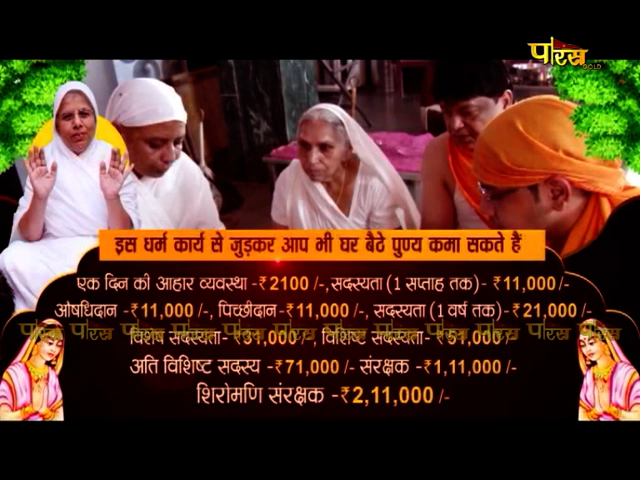 पारस
GOLD
इस धर्म कार्य से जुड़कर आप भी घर बैठे पुण्य कमा सकते हैं
एक दिन की आहार व्यवस्था -₹2100 /-, सदस्यता (1 सप्ताह तक)- ₹11,000/-
ओषधिदान -₹11,000/-, पिच्छीदान-₹11,000/-, सदस्यता (1 वर्ष तक)-₹21,000/-
विशेष सदस्यता- ₹31,000/-, विशिष्ट सदस्यता- ₹51,000/-
अति विशिष्ट सदस्य -₹71,000/- संरक्षक -₹1,11,000 /-
शिरोमणि संरक्षक -₹2,11,000 /-